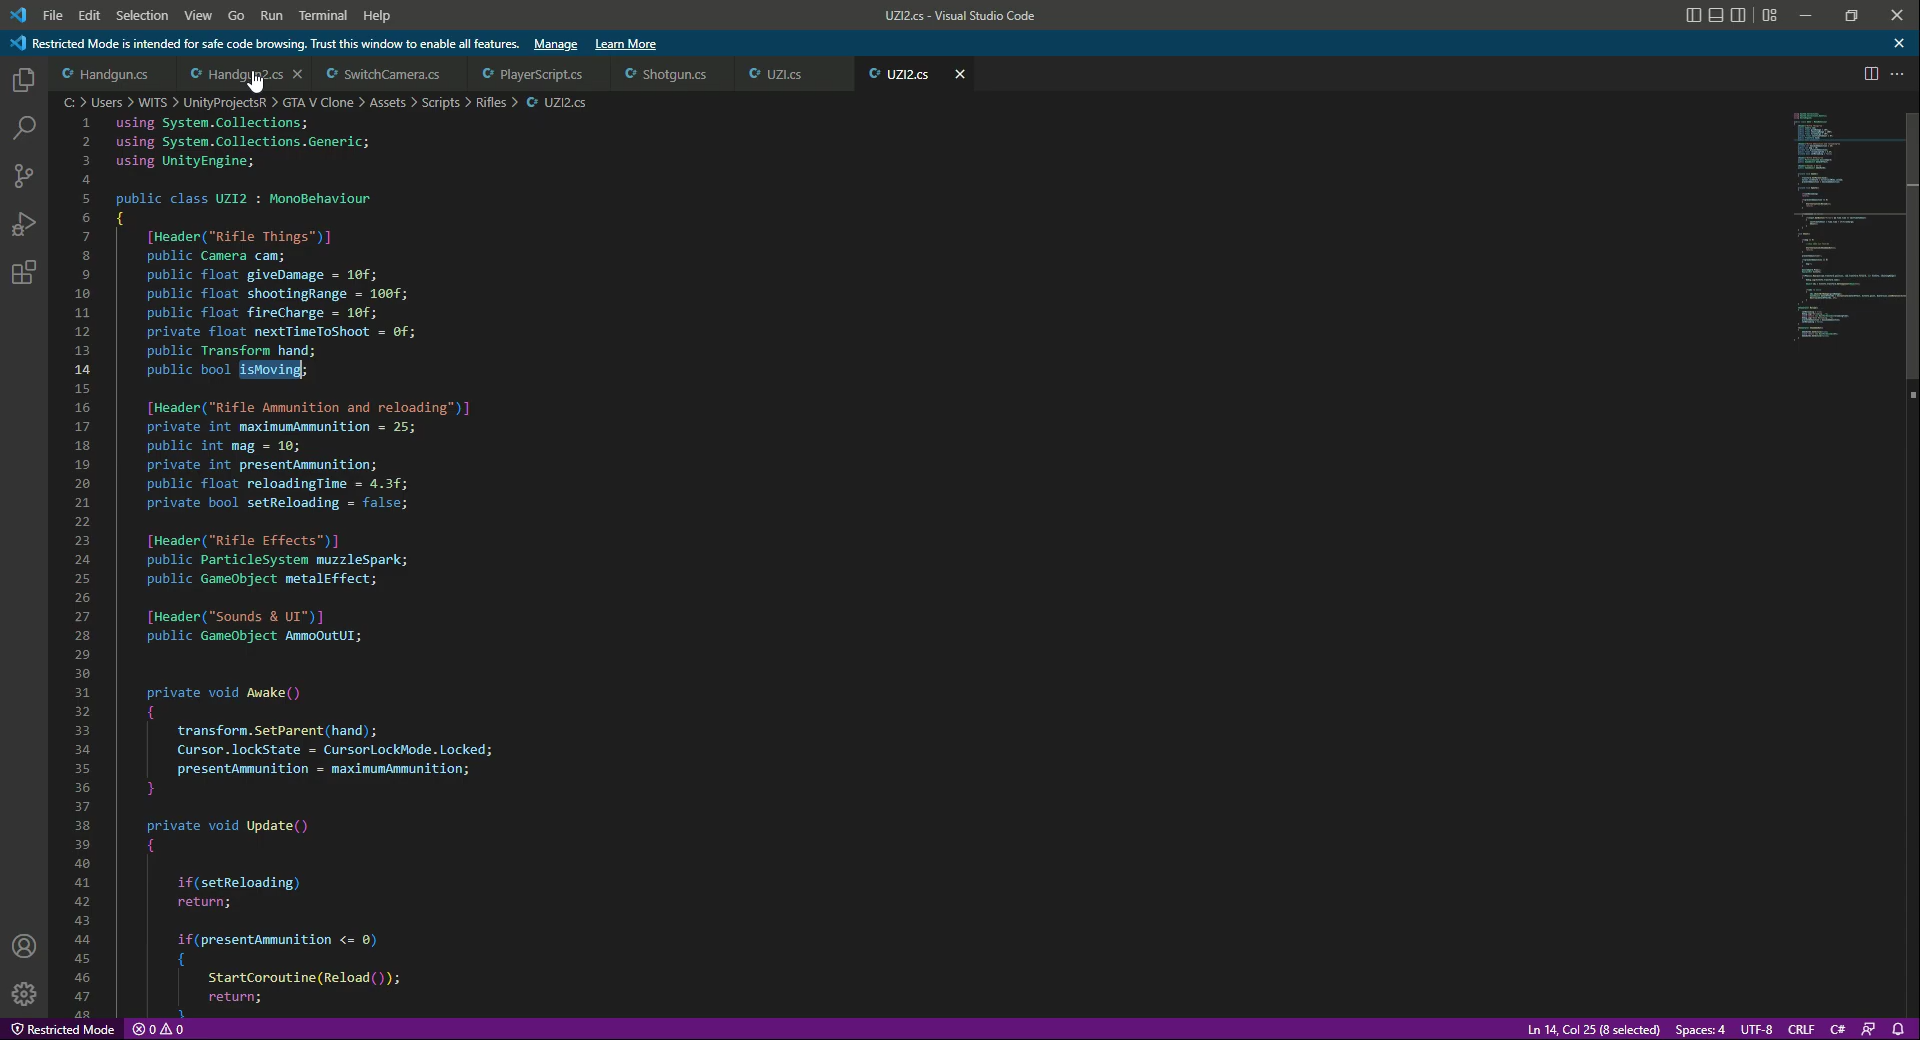 File Edit Selection View Go Run Terminal Help UZI2.cs - Visual Studio Code
Restricted Mode is intended for safe code browsing. Trust this window to enable all features. Manage Learn More
Handgun.cs Handgun2.cs SwitchCamera.cs PlayerScript.cs Shotgun.cs UZI.cs UZI2.cs
C: > Users > WITS > UnityProjectsR > GTA V Clone > Assets > Scripts > Rifles > UZI2.cs
1 using System.Collections;
2 using System.Collections.Generic;
3 using UnityEngine;
4
5 public class UZI2 : MonoBehaviour
6 {
7 [Header("Rifle Things")]
8 public Camera cam;
9 public float giveDamage = 10f;
10 public float shootingRange = 100f;
11 public float fireCharge = 10f;
12 private float nextTimeToShoot = 0f;
13 public Transform hand;
14 public bool isMoving;
15
16 [Header("Rifle Ammunition and reloading")]
17 private int maximumAmmunition = 25;
18 public int mag = 10;
19 private int presentAmmunition;
20 public float reloadingTime = 4.3f;
21 private bool setReloading = false;
22
23 [Header("Rifle Effects")]
24 public ParticleSystem muzzleSpark;
25 public GameObject metalEffect;
26
27 [Header("Sounds & UI")]
28 public GameObject AmmoOutUI;
29
30
31 private void Awake()
32 {
33 transform.SetParent(hand);
34 Cursor.lockState = CursorLockMode.Locked;
35 presentAmmunition = maximumAmmunition;
36 }
37
38 private void Update()
39 {
40
41 if(setReloading)
42 return;
43
44 if(presentAmmunition <= 0)
45 {
46 StartCoroutine(Reload());
47 return;
48 }
Restricted Mode 0 0 Ln 14, Col 25 (8 selected) Spaces: 4 UTF-8 CRLF C#